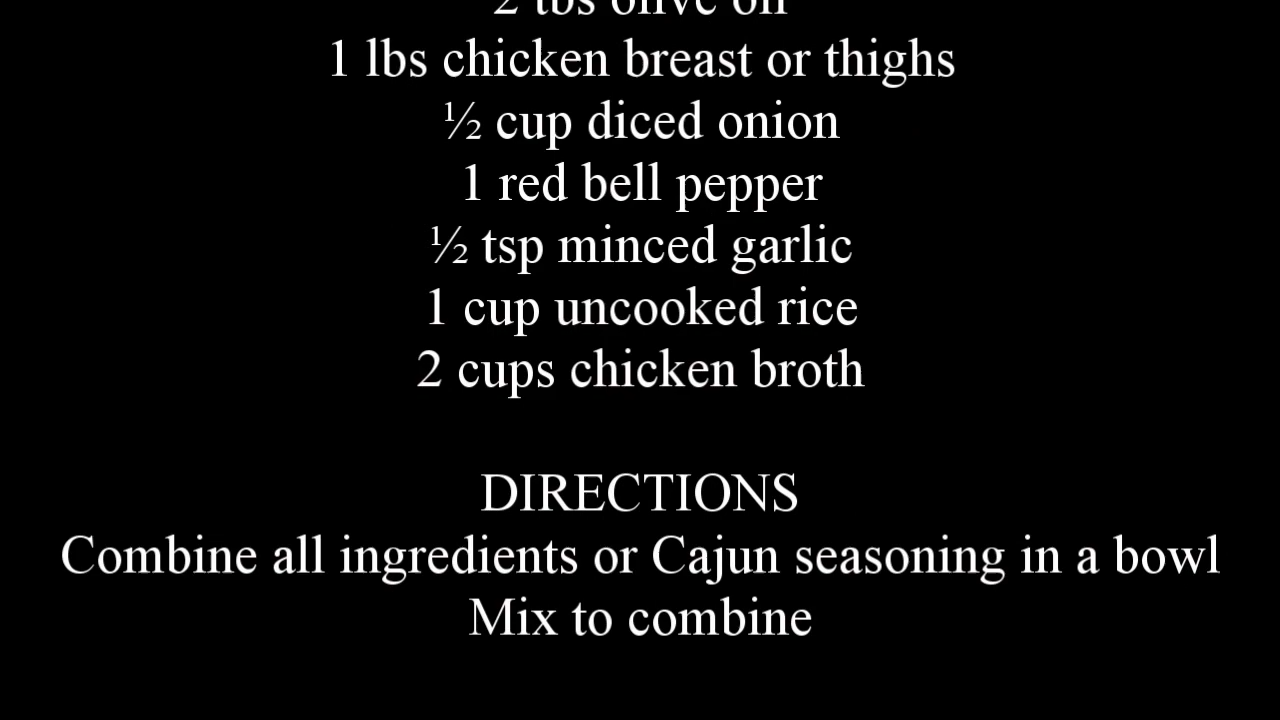 2 tbs olive oil
1 lbs chicken breast or thighs
½ cup diced onion
1 red bell pepper
½ tsp minced garlic
1 cup uncooked rice
2 cups chicken broth
DIRECTIONS
Combine all ingredients or Cajun seasoning in a bowl
Mix to combine